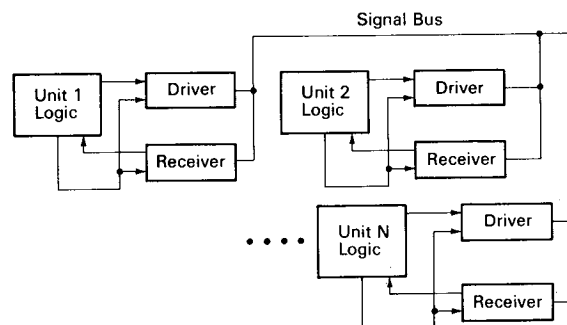 Signal Bus
Unit 1
Logic
Driver
Receiver
Unit 2
Logic
Driver
Receiver
Unit N
Logic
Driver
Receiver